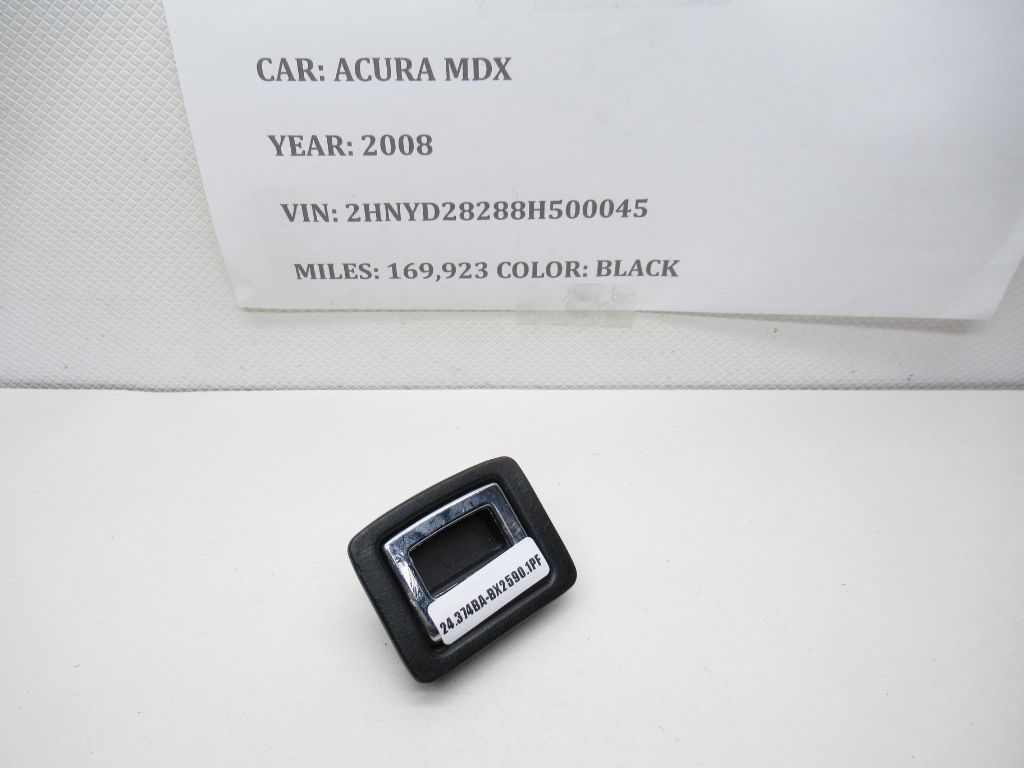 CAR: ACURA MDX
YEAR: 2008
VIN: 2HNYD28288H500045
MILES: 169,923 COLOR: BLACK
24.374BA-BX2590.1PF